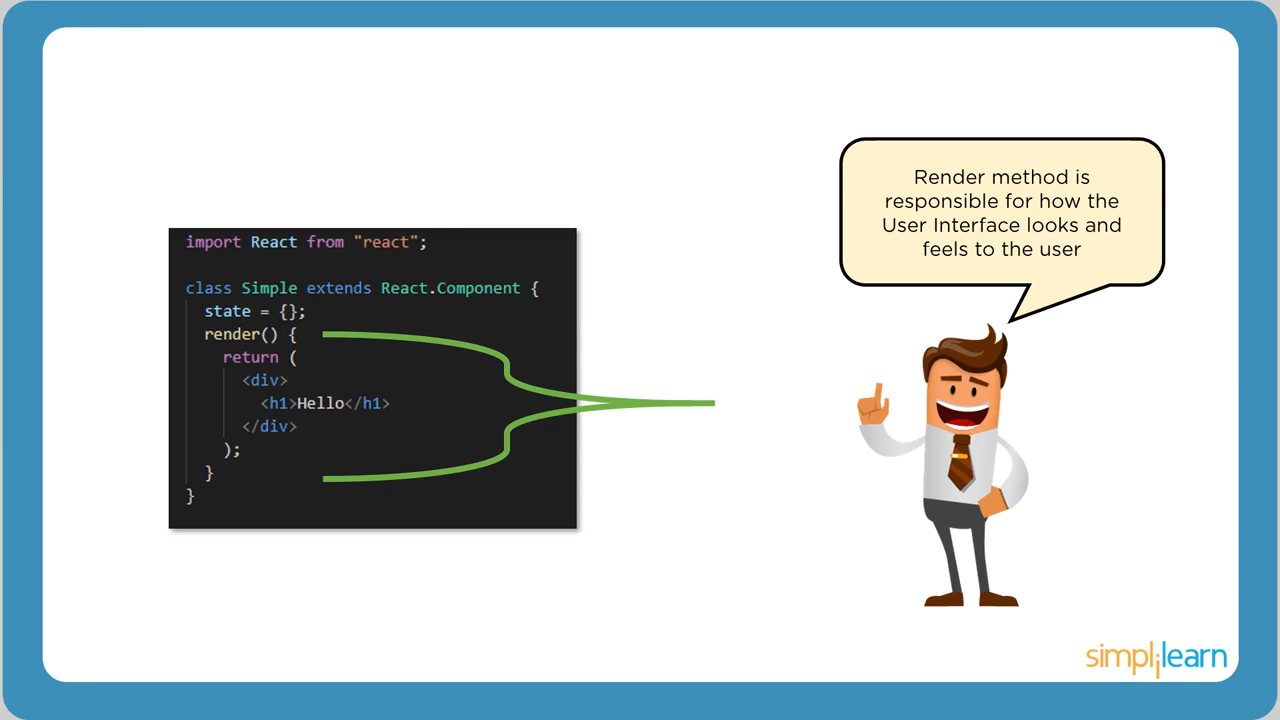 import React from "react";
class Simple extends React.Component {
state = {};
render() {
return (
<div>
<h1>Hello</h1>
</div>
);
}
}
Render method is
responsible for how the
User Interface looks and
feels to the user
simplilearn